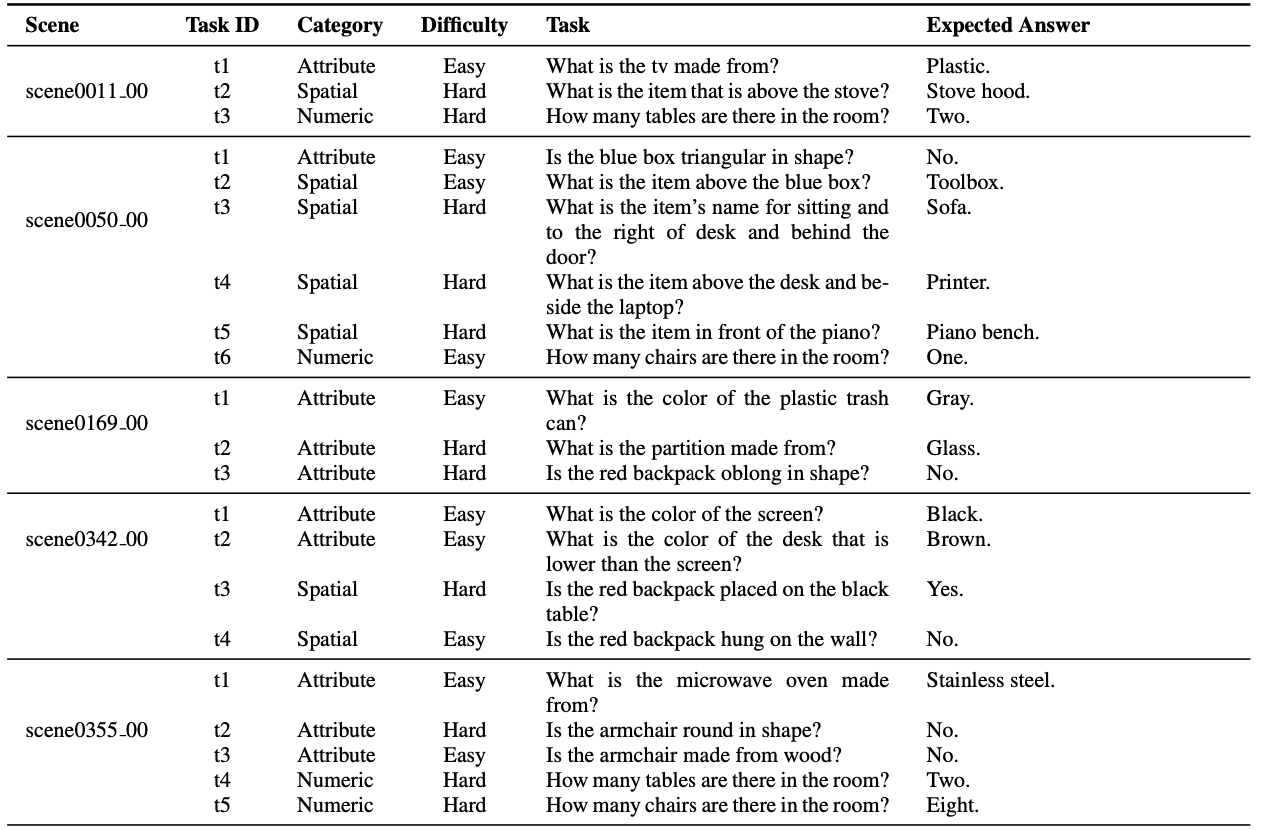 Scene Task ID Category Difficulty Task Expected Answer
t1 Attribute Easy What is the tv made from? Plastic.
scene0011_00 t2 Spatial Hard What is the item that is above the stove? Stove hood.
t3 Numeric Hard How many tables are there in the room? Two.
t1 Attribute Easy Is the blue box triangular in shape? No.
t2 Spatial Easy What is the item above the blue box? Toolbox.
scene0050_00 t3 Spatial Hard What is the item's name for sitting and Sofa.
to the right of desk and behind the
door?
t4 Spatial Hard What is the item above the desk and be- Printer.
side the laptop?
t5 Spatial Hard What is the item in front of the piano? Piano bench.
t6 Numeric Easy How many chairs are there in the room? One.
t1 Attribute Easy What is the color of the plastic trash Gray.
scene0169_00 can?
t2 Attribute Hard What is the partition made from? Glass.
t3 Attribute Hard Is the red backpack oblong in shape? No.
t1 Attribute Easy What is the color of the screen? Black.
scene0342_00 t2 Attribute Easy What is the color of the desk that is Brown.
lower than the screen?
t3 Spatial Hard Is the red backpack placed on the black Yes.
table?
t4 Spatial Easy Is the red backpack hung on the wall? No.
t1 Attribute Easy What is the microwave oven made Stainless steel.
from?
scene0355_00 t2 Attribute Hard Is the armchair round in shape? No.
t3 Attribute Easy Is the armchair made from wood? No.
t4 Numeric Hard How many tables are there in the room? Two.
t5 Numeric Hard How many chairs are there in the room? Eight.